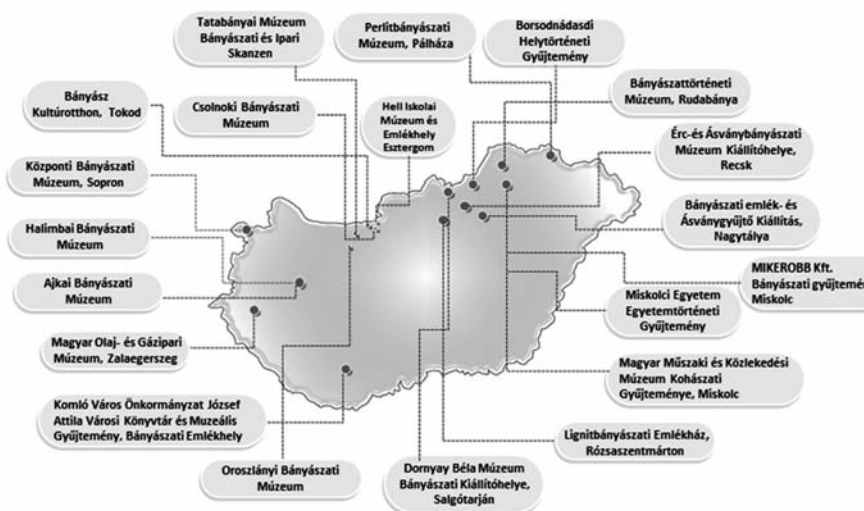 Tatabányai Múzeum
Bányászati és Ipari
Skanzen
Perlitbányászati
Múzeum, Pálháza
Borsodnádasdi
Helytörténeti
Gyűjtemény
Bányász
Kultúrotthon, Tokod
Csolnoki Bányászati
Múzeum
Hell Iskolai
Múzeum és
Emlékhely
Esztergom
Bányászattörténeti
Múzeum, Rudabánya
Érc-és Ásványbányászati
Múzeum Kiállítóhelye,
Recsk
Központi Bányászati
Múzeum, Sopron
Bányászati emlék- és
Ásványgyűjtő Kiállítás,
Nagytálya
Halimbai Bányászati
Múzeum
MIKEROBB Kft.
Bányászati gyűjtemé
Miskolc
Ajkai Bányászati
Múzeum
Miskolci Egyetem
Egyetemtörténeti
Gyűjtemény
Magyar Olaj- és Gázipari
Múzeum, Zalaegerszeg
Magyar Műszaki és Közlekedési
Múzeum Kohászati
Gyűjteménye, Miskolc
Komló Város Önkormányzat József
Attila Városi Könyvtár és Muzeális
Gyűjtemény, Bányászati Emlékhely
Lignitbányászati Emlékház,
Rózsaszentmárton
Oroszlányi Bányászati
Múzeum
Dornyay Béla Múzeum
Bányászati Kiállítóhelye,
Salgótarján